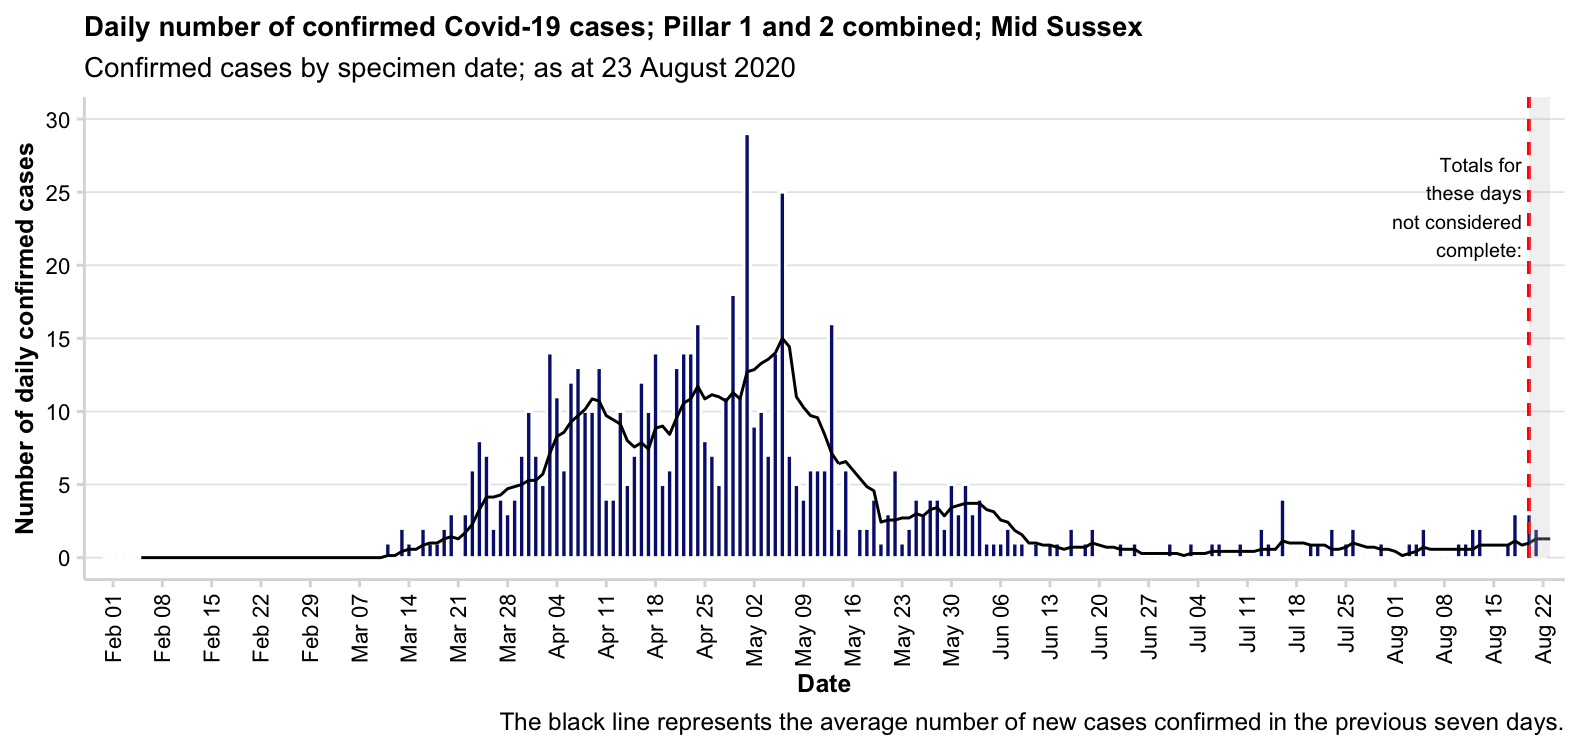 Daily number of confirmed Covid-19 cases; Pillar 1 and 2 combined; Mid Sussex
Confirmed cases by specimen date; as at 23 August 2020
Number of daily confirmed cases
30
25
20
15
10
5
0
Totals for
these days
not considered
complete:
Feb 01
Feb 08
Feb 15
Feb 22
Feb 29
Mar 07
Mar 14
Mar 21
Mar 28
Apr 04
Apr 11
Apr 18
Apr 25
May 02
May 09
May 16
May 23
May 30
Jun 06
Jun 13
Jun 20
Jun 27
Jul 04
Jul 11
Jul 18
Jul 25
Aug 01
Aug 08
Aug 15
Aug 22
Date
The black line represents the average number of new cases confirmed in the previous seven days.